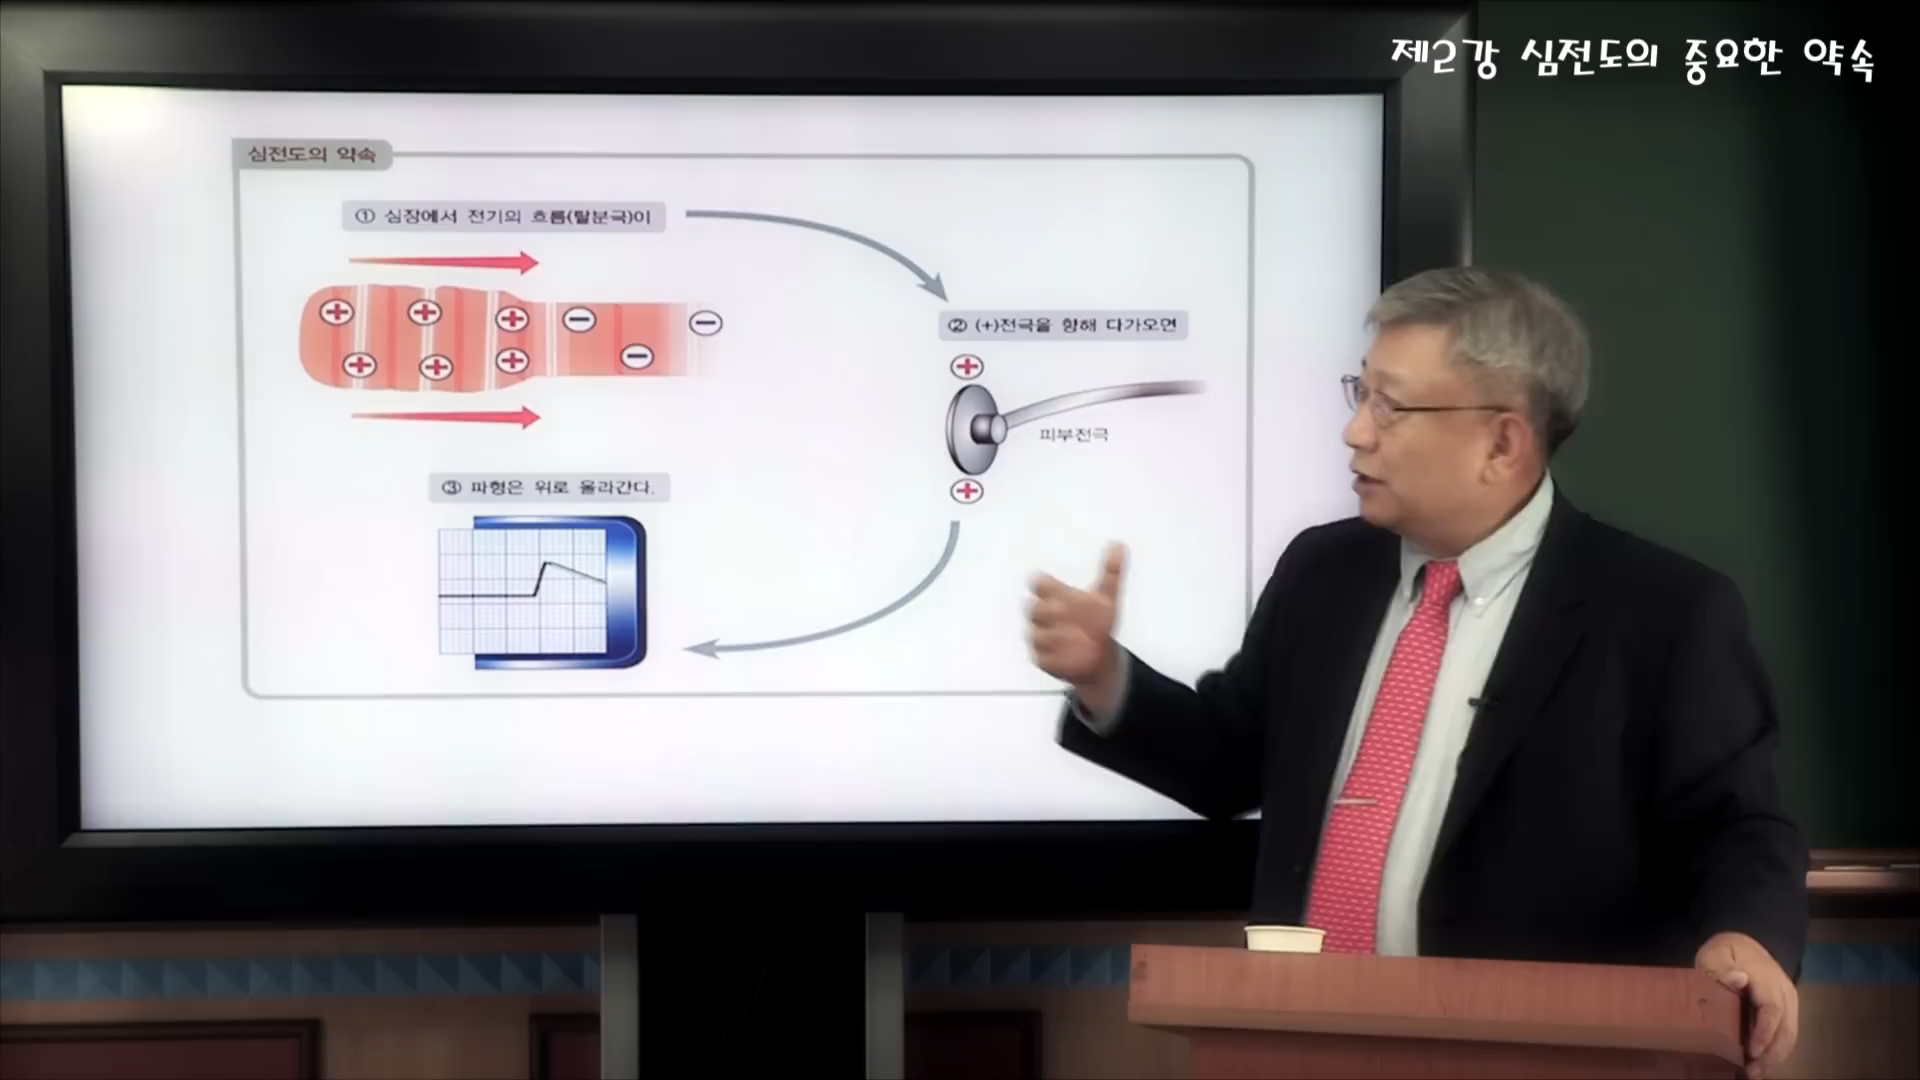 제2강 심전도의 중요한 약속
심전도의 약속
① 심장에서 전기의 흐름(탈분극)이
② (+)전극을 향해 다가오면
피부전극
③ 파형은 위로 올라간다.